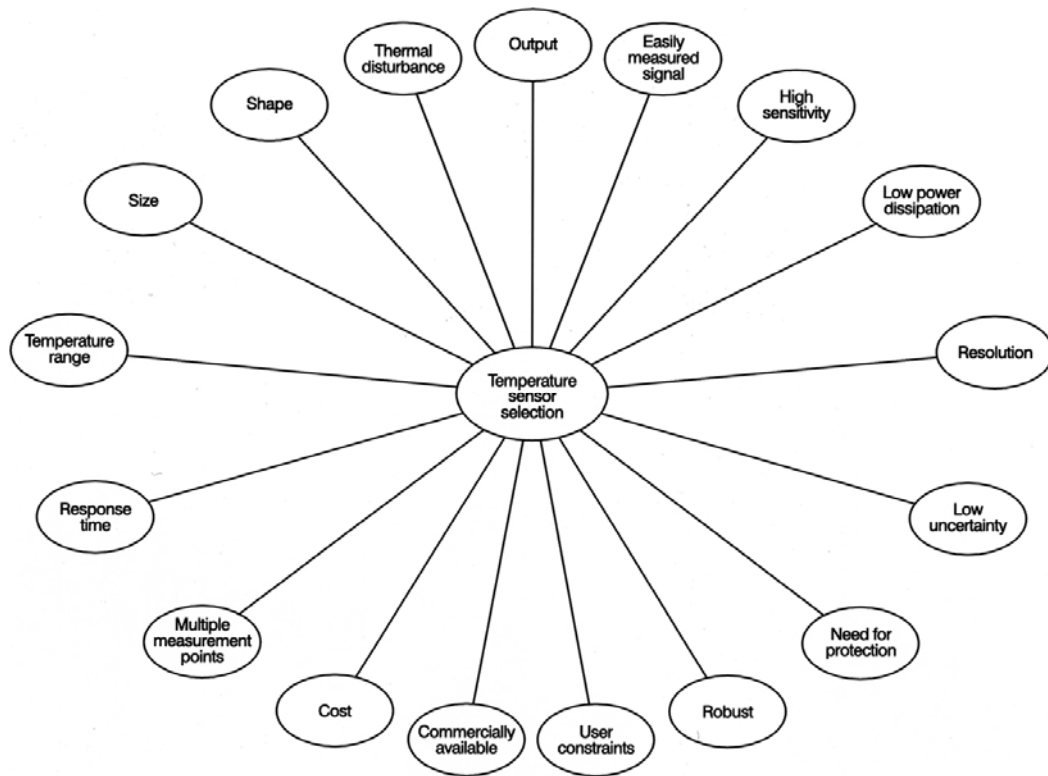 Output
Easily
measured
signal
High
sensitivity
Low power
dissipation
Resolution
Low
uncertainty
Need for
protection
Robust
User
constraints
Commercially
available
Cost
Multiple
measurement
points
Response
time
Temperature
range
Size
Shape
Thermal
disturbance
Temperature
sensor
selection